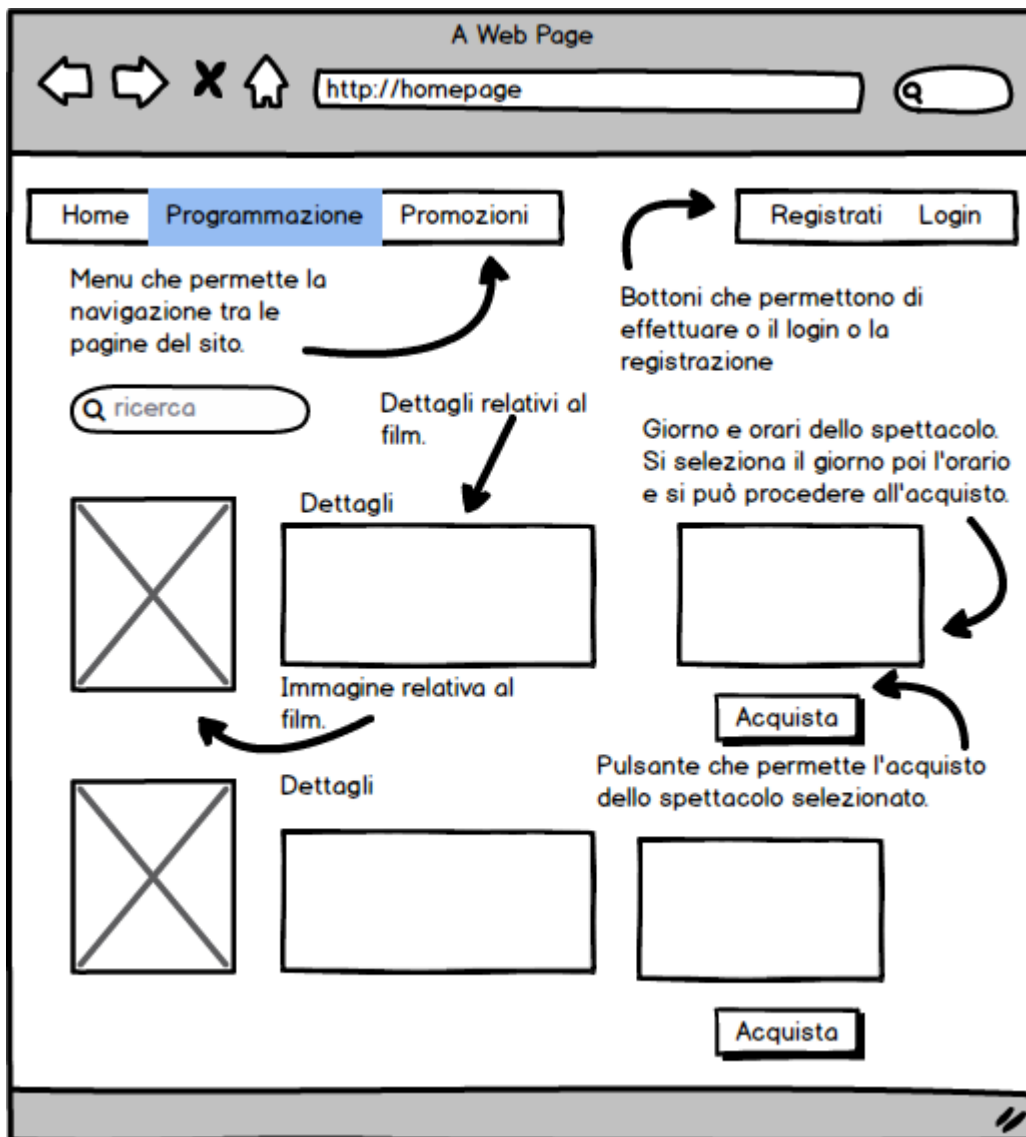 A Web Page
http://homepage
Home Programmazione Promozioni
Registrati Login
Menu che permette la
navigazione tra le
pagine del sito.
Bottoni che permettono di
effettuare o il login o la
registrazione
ricerca
Dettagli relativi al
film.
Giorno e orari dello spettacolo.
Si seleziona il giorno poi l'orario
e si può procedere all'acquisto.
Dettagli
Immagine relativa al
film.
Acquista
Pulsante che permette l'acquisto
dello spettacolo selezionato.
Dettagli
Acquista